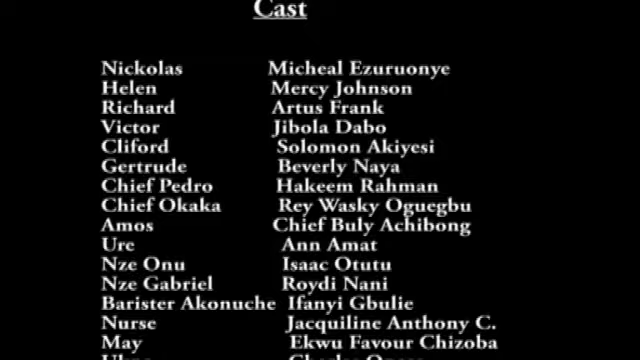 Cast
Nickolas Micheal Ezuruonye
Helen Mercy Johnson
Richard Artus Frank
Victor Jibola Dabo
Cliford Solomon Akiyesi
Gertrude Beverly Naya
Chief Pedro Hakeem Rahman
Chief Okaka Rey Wasky Oguegbu
Amos Chief Buly Achibong
Ure Ann Amat
Nze Onu Isaac Otutu
Nze Gabriel Roydi Nani
Barister Akonuche Ifanyi Gbulie
Nurse Jacquiline Anthony C.
May Ekwu Favour Chizoba